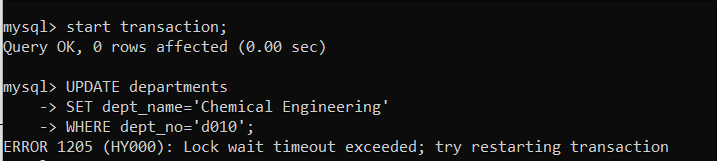 mysql> start transaction;
Query OK, 0 rows affected (0.00 sec)
mysql> UPDATE departments
-> SET dept_name='Chemical Engineering'
-> WHERE dept_no='d010';
ERROR 1205 (HY000): Lock wait timeout exceeded; try restarting transaction